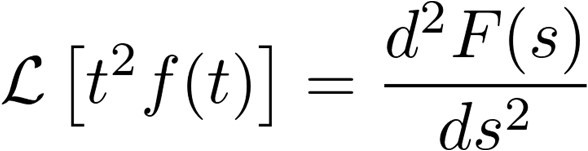 ℒ [t²f(t)] = d²F(s)/ds²